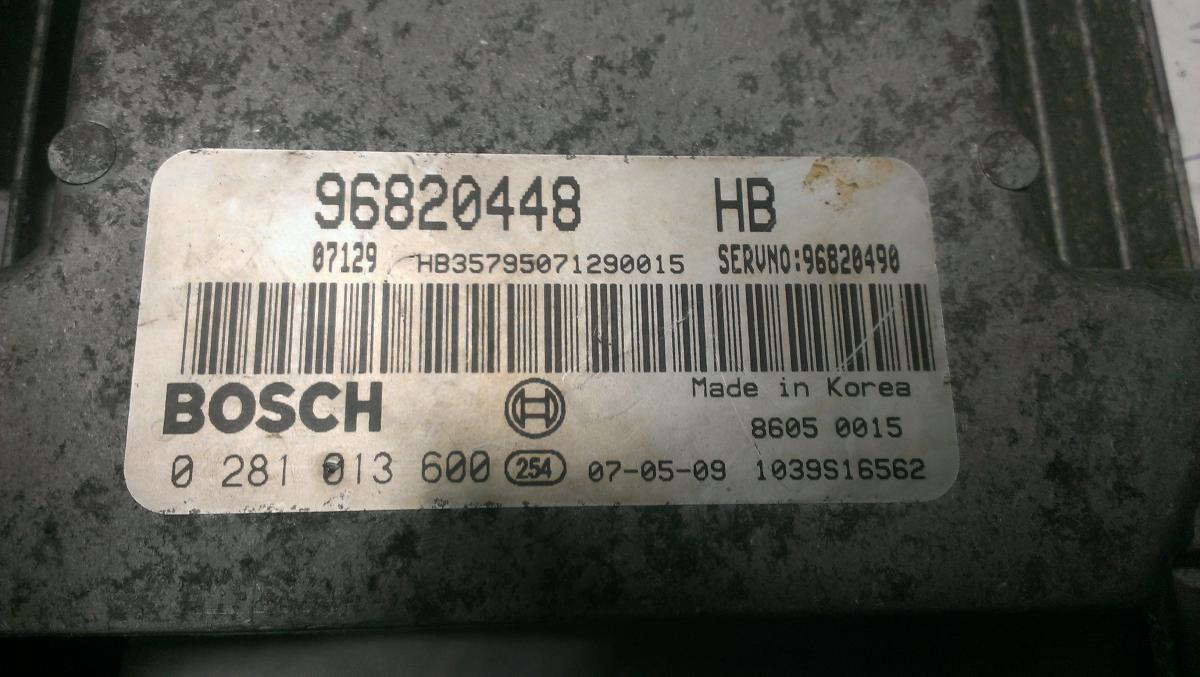 96820448 HB
07129 HB35795071290015 SERVNO:96820490
BOSCH Made in Korea
8605 0015
0 281 013 600 254 07-05-09 1039S16562